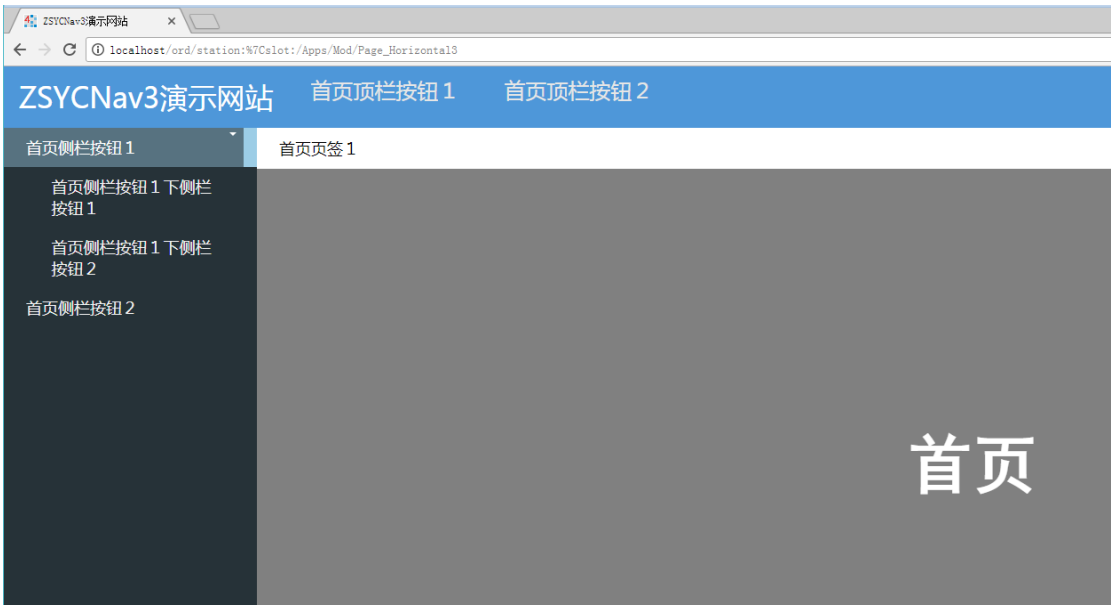 ZSYCNav3演示网站
localhost/ord/station:%7Cslot:/Apps/Mod/Page_Horizontal3
ZSYCNav3演示网站 首页顶栏按钮1 首页顶栏按钮2
首页侧栏按钮1
首页页签1
首页侧栏按钮1下侧栏
按钮1
首页侧栏按钮1下侧栏
按钮2
首页侧栏按钮2
首页